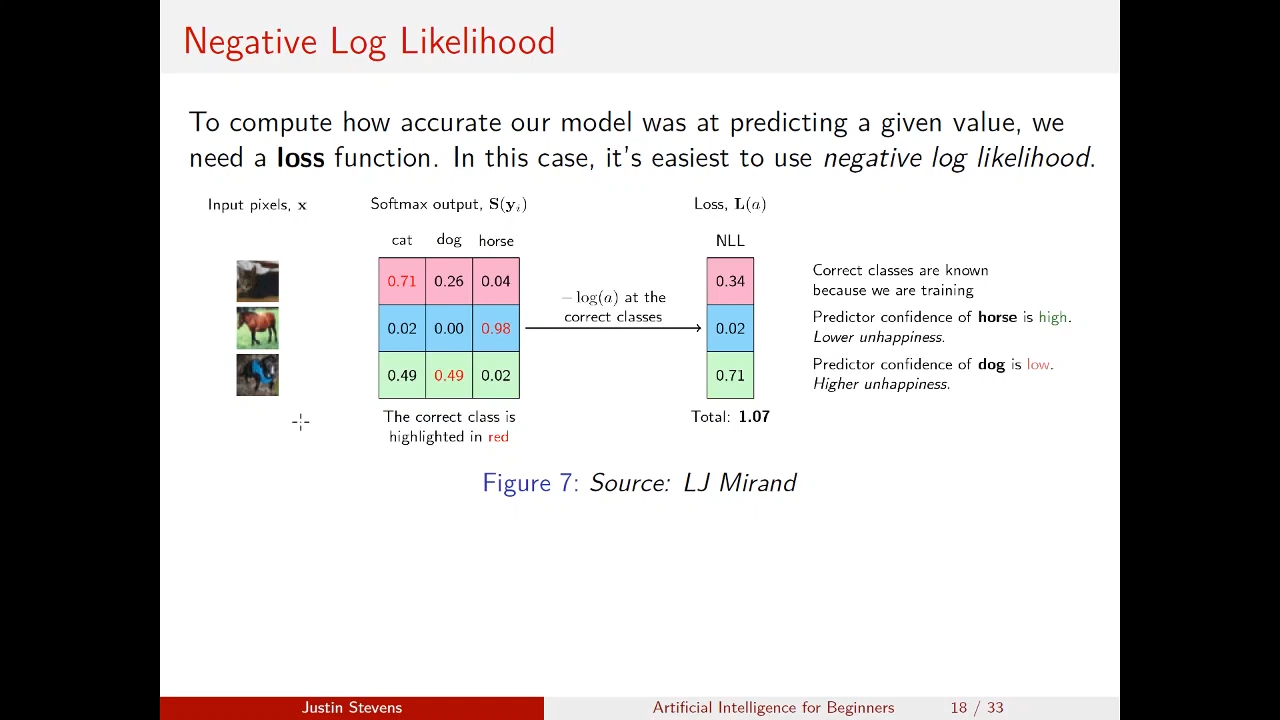 Negative Log Likelihood
To compute how accurate our model was at predicting a given value, we
need a loss function. In this case, it's easiest to use negative log likelihood.
Input pixels, x
Softmax output, S(yᵢ)
Loss, L(a)
cat dog horse
NLL
0.71 0.26 0.04
0.02 0.00 0.98
0.49 0.49 0.02
− log(a) at the
correct classes
0.34
0.02
0.71
Correct classes are known
because we are training
Predictor confidence of horse is high.
Lower unhappiness.
Predictor confidence of dog is low.
Higher unhappiness.
The correct class is
highlighted in red
Total: 1.07
Figure 7: Source: LJ Mirand
Justin Stevens
Artificial Intelligence for Beginners
18 / 33